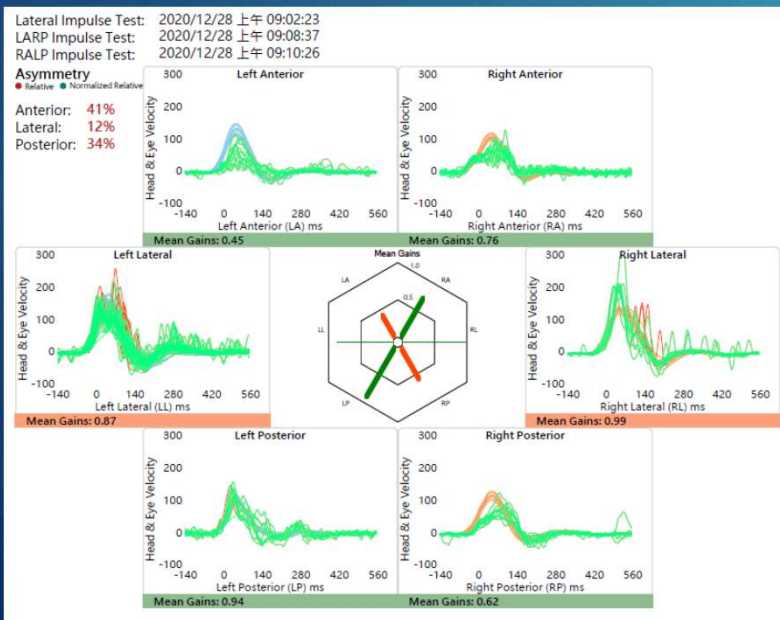 Lateral Impulse Test: 2020/12/28 上午 09:02:23
LARP Impulse Test: 2020/12/28 上午 09:08:37
RALP Impulse Test: 2020/12/28 上午 09:10:26
Asymmetry
Relative Normalized Relative
Anterior: 41%
Lateral: 12%
Posterior: 34%
Left Anterior
Head & Eye Velocity
300
200
100
0
-100
-140 0 140 280 420 560
Left Anterior (LA) ms
Mean Gains: 0.45
Right Anterior
Head & Eye Velocity
300
200
100
0
-100
-140 0 140 280 420 560
Right Anterior (RA) ms
Mean Gains: 0.76
Left Lateral
Head & Eye Velocity
300
200
100
0
-100
-140 0 140 280 420 560
Left Lateral (LL) ms
Mean Gains: 0.87
Mean Gains
1.0
0.5
LA
RA
LL
RL
LP
RP
Right Lateral
Head & Eye Velocity
300
200
100
0
-100
-140 0 140 280 420 560
Right Lateral (RL) ms
Mean Gains: 0.99
Left Posterior
Head & Eye Velocity
300
200
100
0
-100
-140 0 140 280 420 560
Left Posterior (LP) ms
Mean Gains: 0.94
Right Posterior
Head & Eye Velocity
300
200
100
0
-100
-140 0 140 280 420 560
Right Posterior (RP) ms
Mean Gains: 0.62